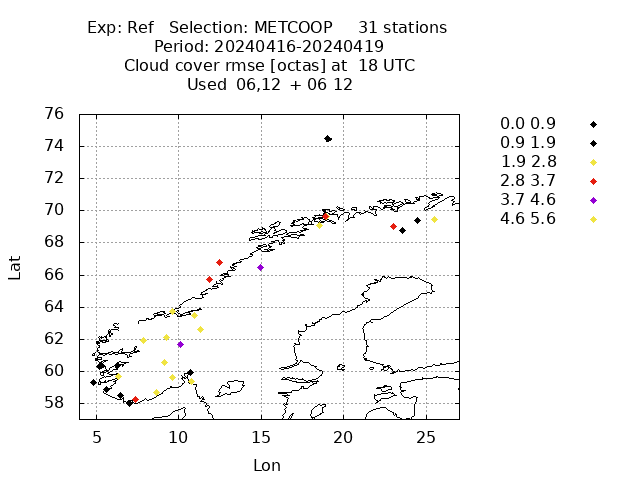 Exp: Ref   Selection: METCOOP     31 stations
Period: 20240416-20240419
Cloud cover rmse [octas] at  18 UTC
Used  06,12  + 06 12
76
74
72
70
68
66
64
62
60
58
5 10 15 20 25
Lat
Lon
0.0 0.9
0.9 1.9
1.9 2.8
2.8 3.7
3.7 4.6
4.6 5.6